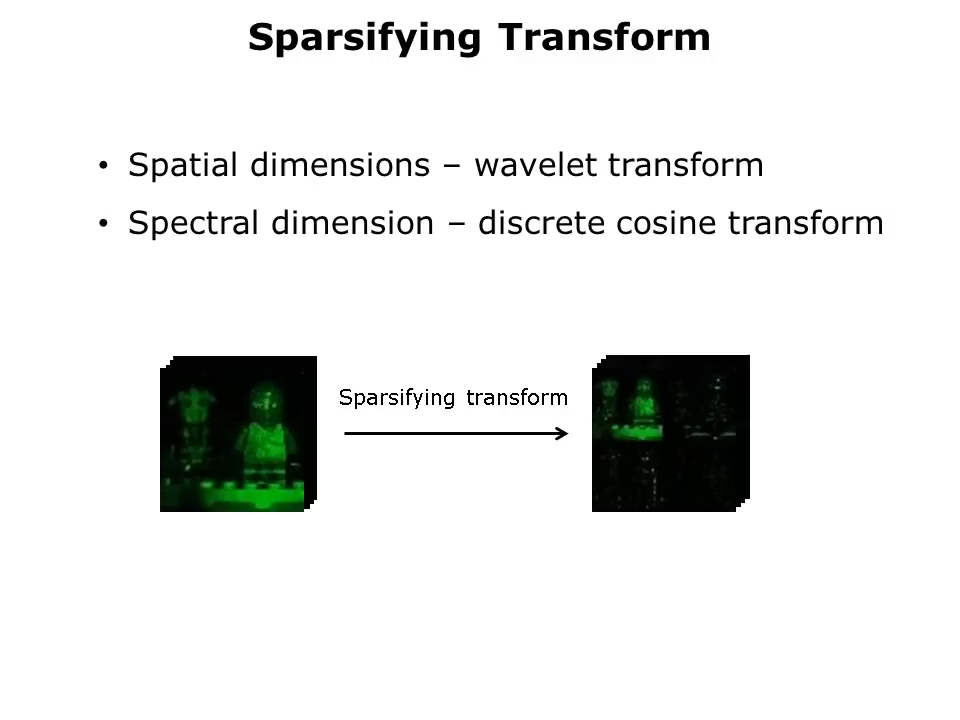 Sparsifying Transform
• Spatial dimensions – wavelet transform
• Spectral dimension – discrete cosine transform
Sparsifying transform